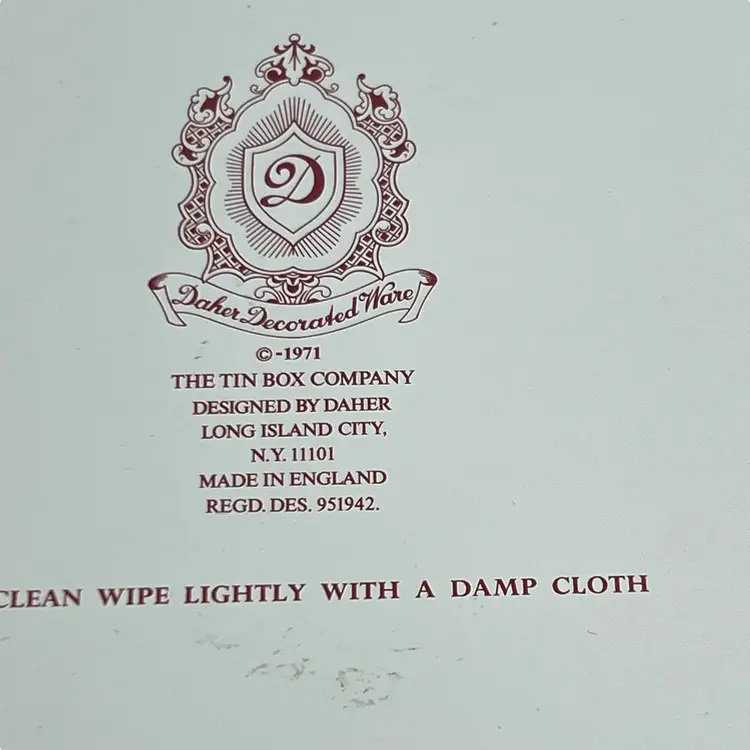 D
Daher Decorated Ware
©-1971
THE TIN BOX COMPANY
DESIGNED BY DAHER
LONG ISLAND CITY,
N.Y. 11101
MADE IN ENGLAND
REGD. DES. 951942.
CLEAN WIPE LIGHTLY WITH A DAMP CLOTH